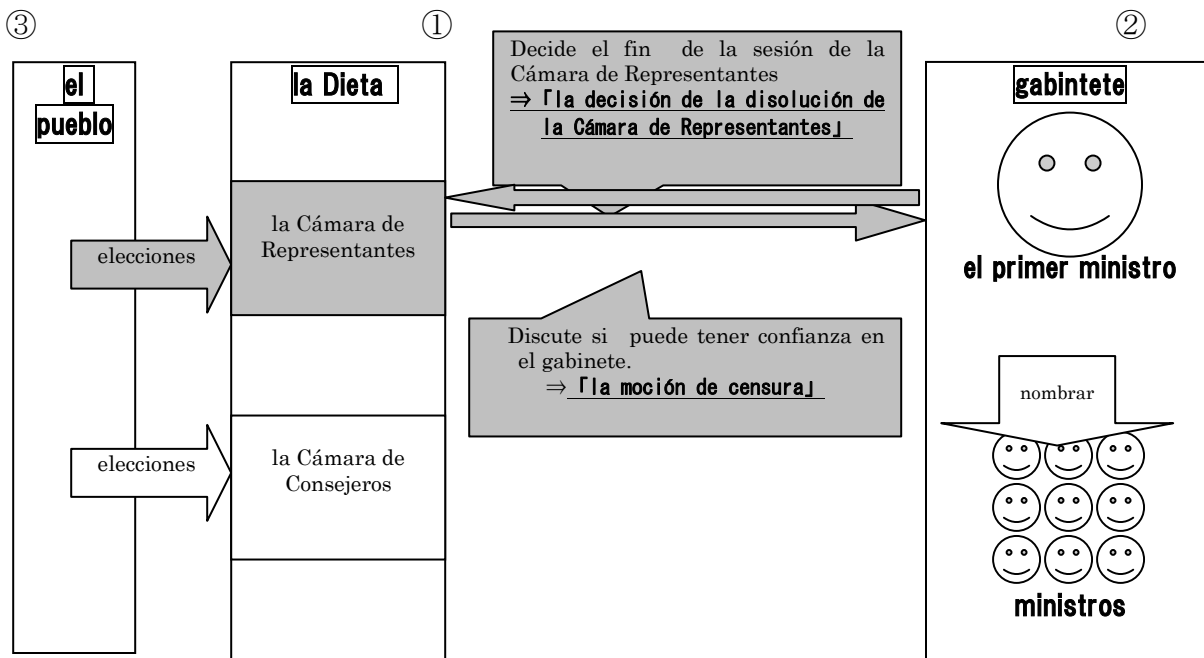 ③
①
②
el
pueblo
la Dieta
Decide el fin de la sesión de la
Cámara de Representantes
⇒「la decisión de la disolución de
la Cámara de Representantes」
gabintete
la Cámara de
Representantes
elecciones
el primer ministro
Discute si puede tener confianza en
el gabinete.
⇒「la moción de censura」
nombrar
elecciones
la Cámara de
Consejeros
ministros